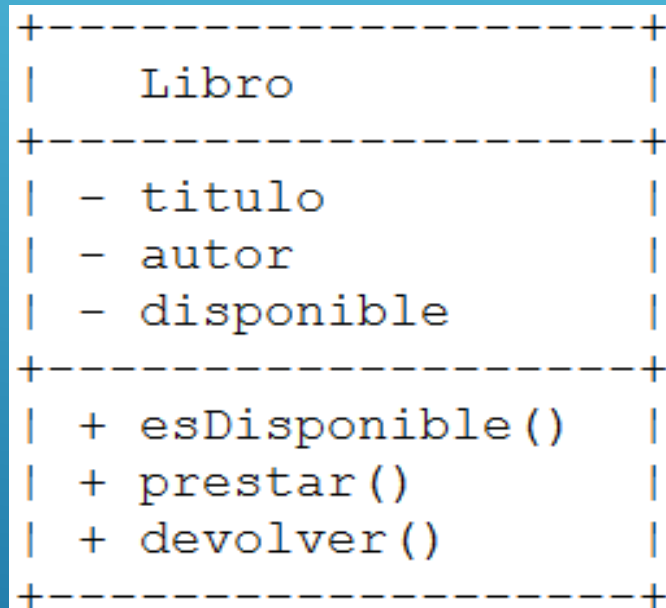 +--------------------+
|   Libro            |
+--------------------+
| - titulo           |
| - autor            |
| - disponible       |
+--------------------+
| + esDisponible()   |
| + prestar()        |
| + devolver()       |
+--------------------+